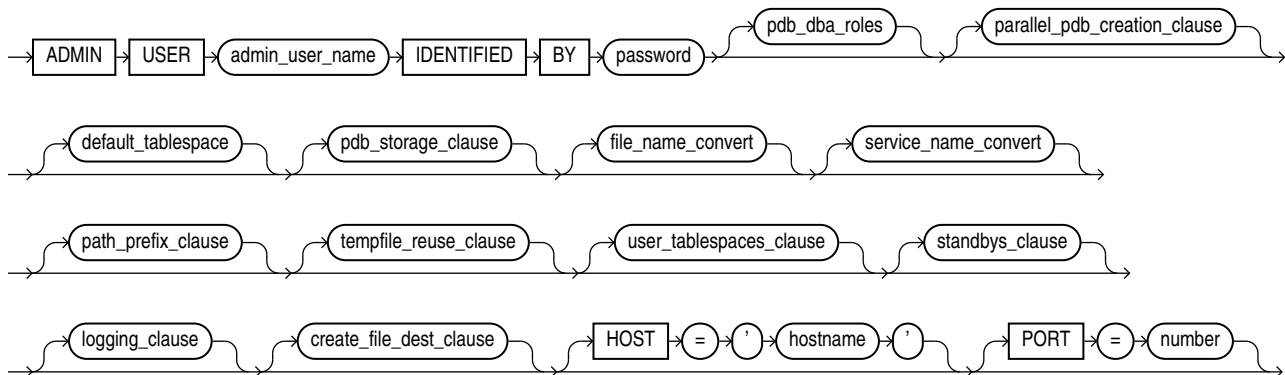 ADMIN USER admin_user_name IDENTIFIED BY password pdb_dba_roles parallel_pdb_creation_clause
default_tablespace pdb_storage_clause file_name_convert service_name_convert
path_prefix_clause tempfile_reuse_clause user_tablespaces_clause standbys_clause
logging_clause create_file_dest_clause HOST = ’ hostname ’ PORT = number